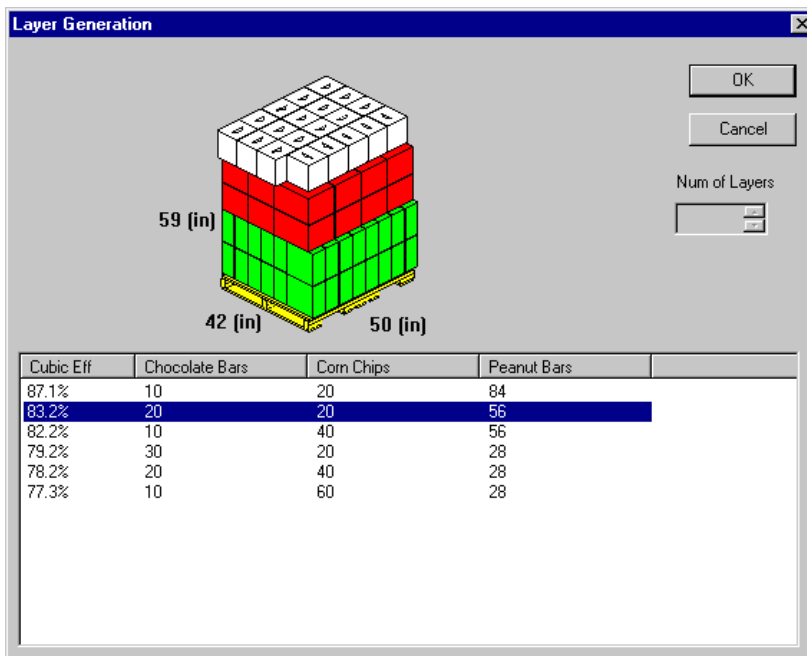 Layer Generation
OK
Cancel
Num of Layers
59 (in)
42 (in)
50 (in)
Cubic Eff Chocolate Bars Corn Chips Peanut Bars
87.1% 10 20 84
83.2% 20 20 56
82.2% 10 40 56
79.2% 30 20 28
78.2% 20 40 28
77.3% 10 60 28